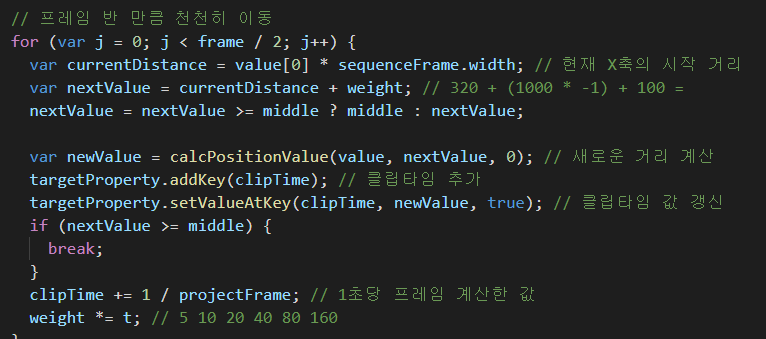 // 프레임 반 만큼 천천히 이동
for (var j = 0; j < frame / 2; j++) {
  var currentDistance = value[0] * sequenceFrame.width; // 현재 X축의 시작 거리
  var nextValue = currentDistance + weight; // 320 + (1000 * -1) + 100 =
  nextValue = nextValue >= middle ? middle : nextValue;

  var newValue = calcPositionValue(value, nextValue, 0); // 새로운 거리 계산
  targetProperty.addKey(clipTime); // 클립타임 추가
  targetProperty.setValueAtKey(clipTime, newValue, true); // 클립타임 값 갱신
  if (nextValue >= middle) {
    break;
  }
  clipTime += 1 / projectFrame; // 1초당 프레임 계산한 값
  weight *= t; // 5 10 20 40 80 160
}